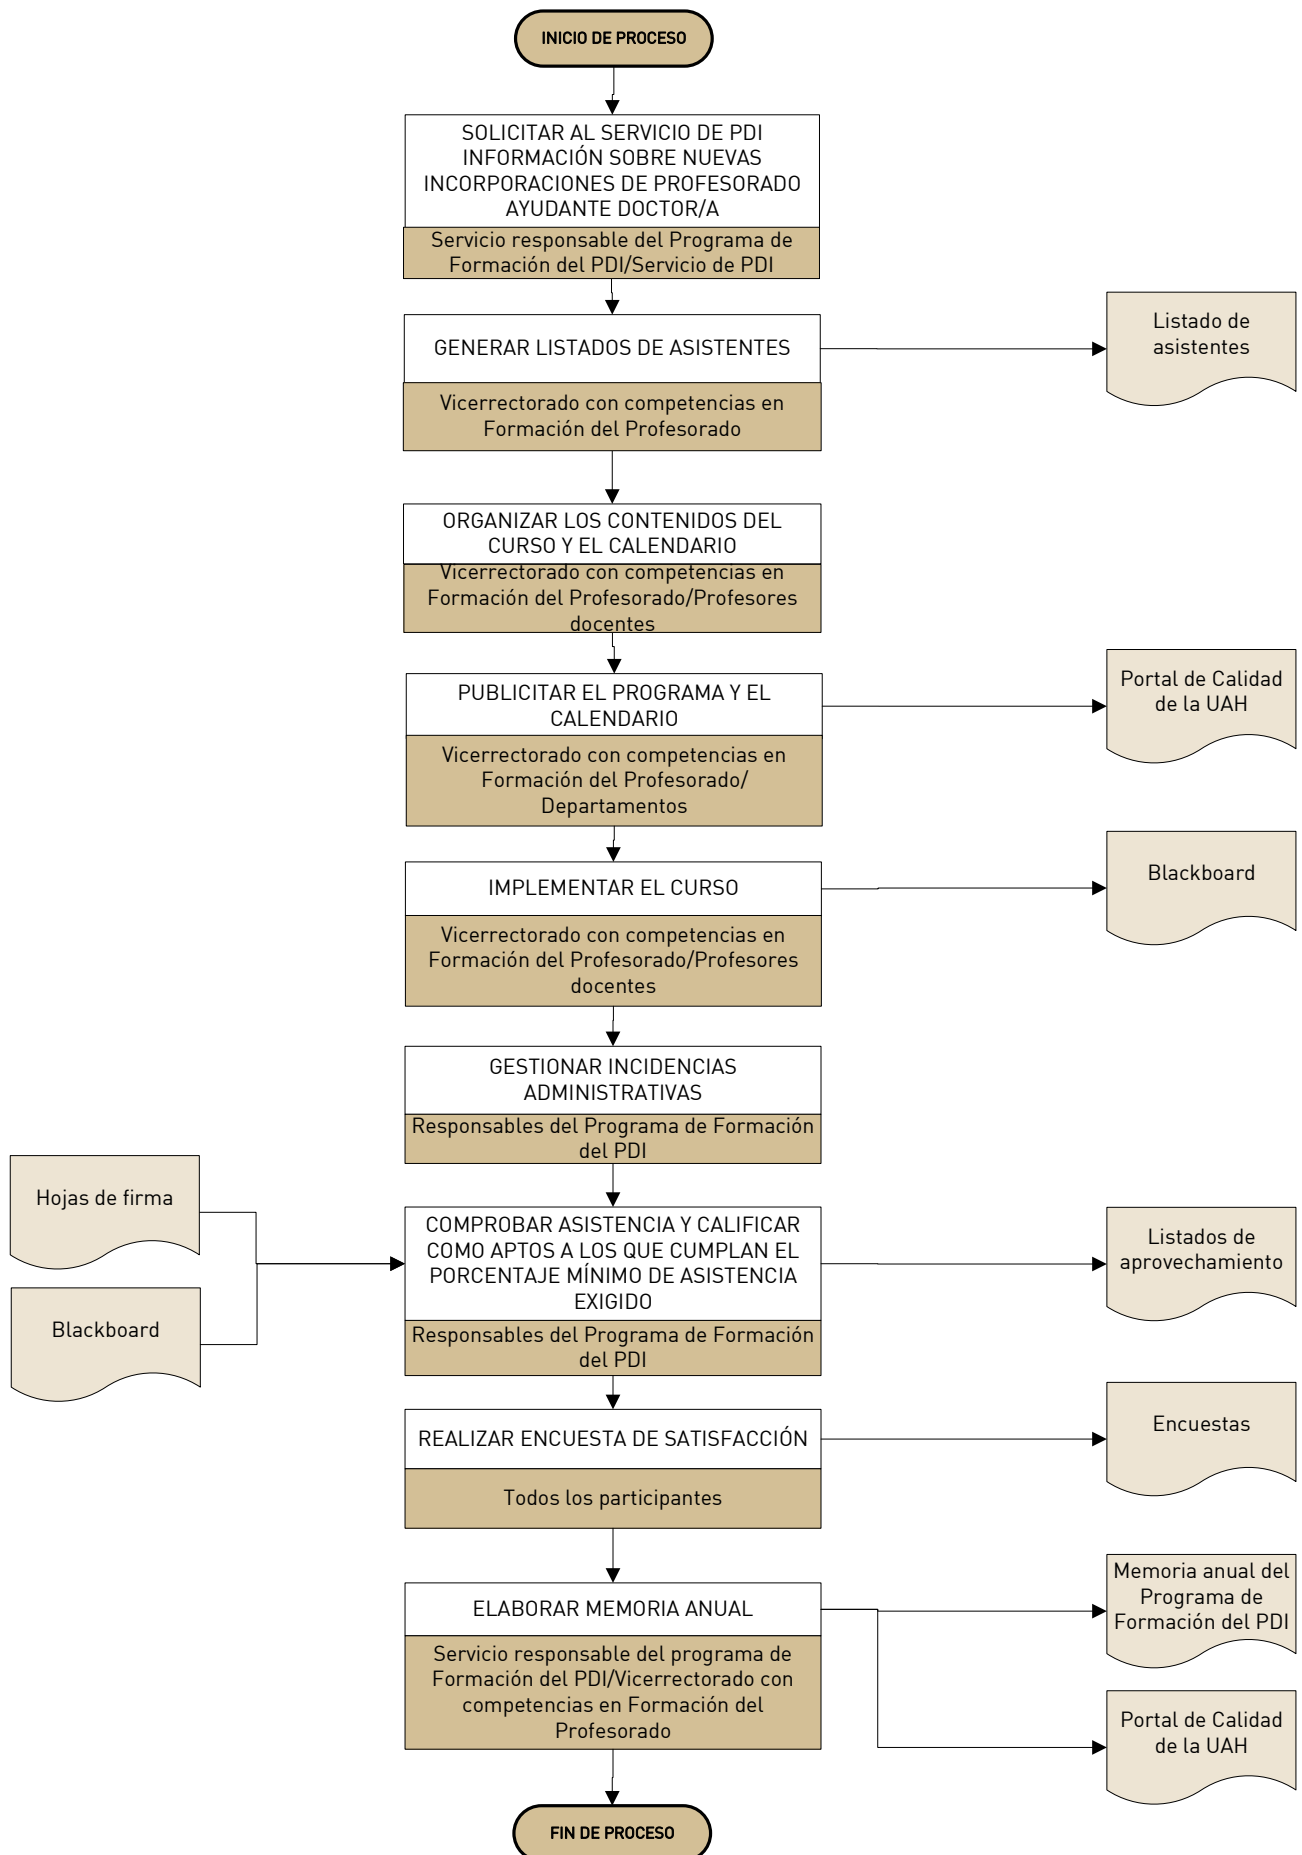 INICIO DE PROCESO
SOLICITAR AL SERVICIO DE PDI
INFORMACIÓN SOBRE NUEVAS
INCORPORACIONES DE PROFESORADO
AYUDANTE DOCTOR/A
Servicio responsable del Programa de
Formación del PDI/Servicio de PDI
GENERAR LISTADOS DE ASISTENTES
Vicerrectorado con competencias en
Formación del Profesorado
Listado de
asistentes
ORGANIZAR LOS CONTENIDOS DEL
CURSO Y EL CALENDARIO
Vicerrectorado con competencias en
Formación del Profesorado/Profesores
docentes
PUBLICITAR EL PROGRAMA Y EL
CALENDARIO
Vicerrectorado con competencias en
Formación del Profesorado/
Departamentos
Portal de Calidad
de la UAH
IMPLEMENTAR EL CURSO
Vicerrectorado con competencias en
Formación del Profesorado/Profesores
docentes
Blackboard
GESTIONAR INCIDENCIAS
ADMINISTRATIVAS
Responsables del Programa de Formación
del PDI
Hojas de firma
Blackboard
COMPROBAR ASISTENCIA Y CALIFICAR
COMO APTOS A LOS QUE CUMPLAN EL
PORCENTAJE MÍNIMO DE ASISTENCIA
EXIGIDO
Responsables del Programa de Formación
del PDI
Listados de
aprovechamiento
REALIZAR ENCUESTA DE SATISFACCIÓN
Todos los participantes
Encuestas
ELABORAR MEMORIA ANUAL
Servicio responsable del programa de
Formación del PDI/Vicerrectorado con
competencias en Formación del
Profesorado
Memoria anual del
Programa de
Formación del PDI
Portal de Calidad
de la UAH
FIN DE PROCESO